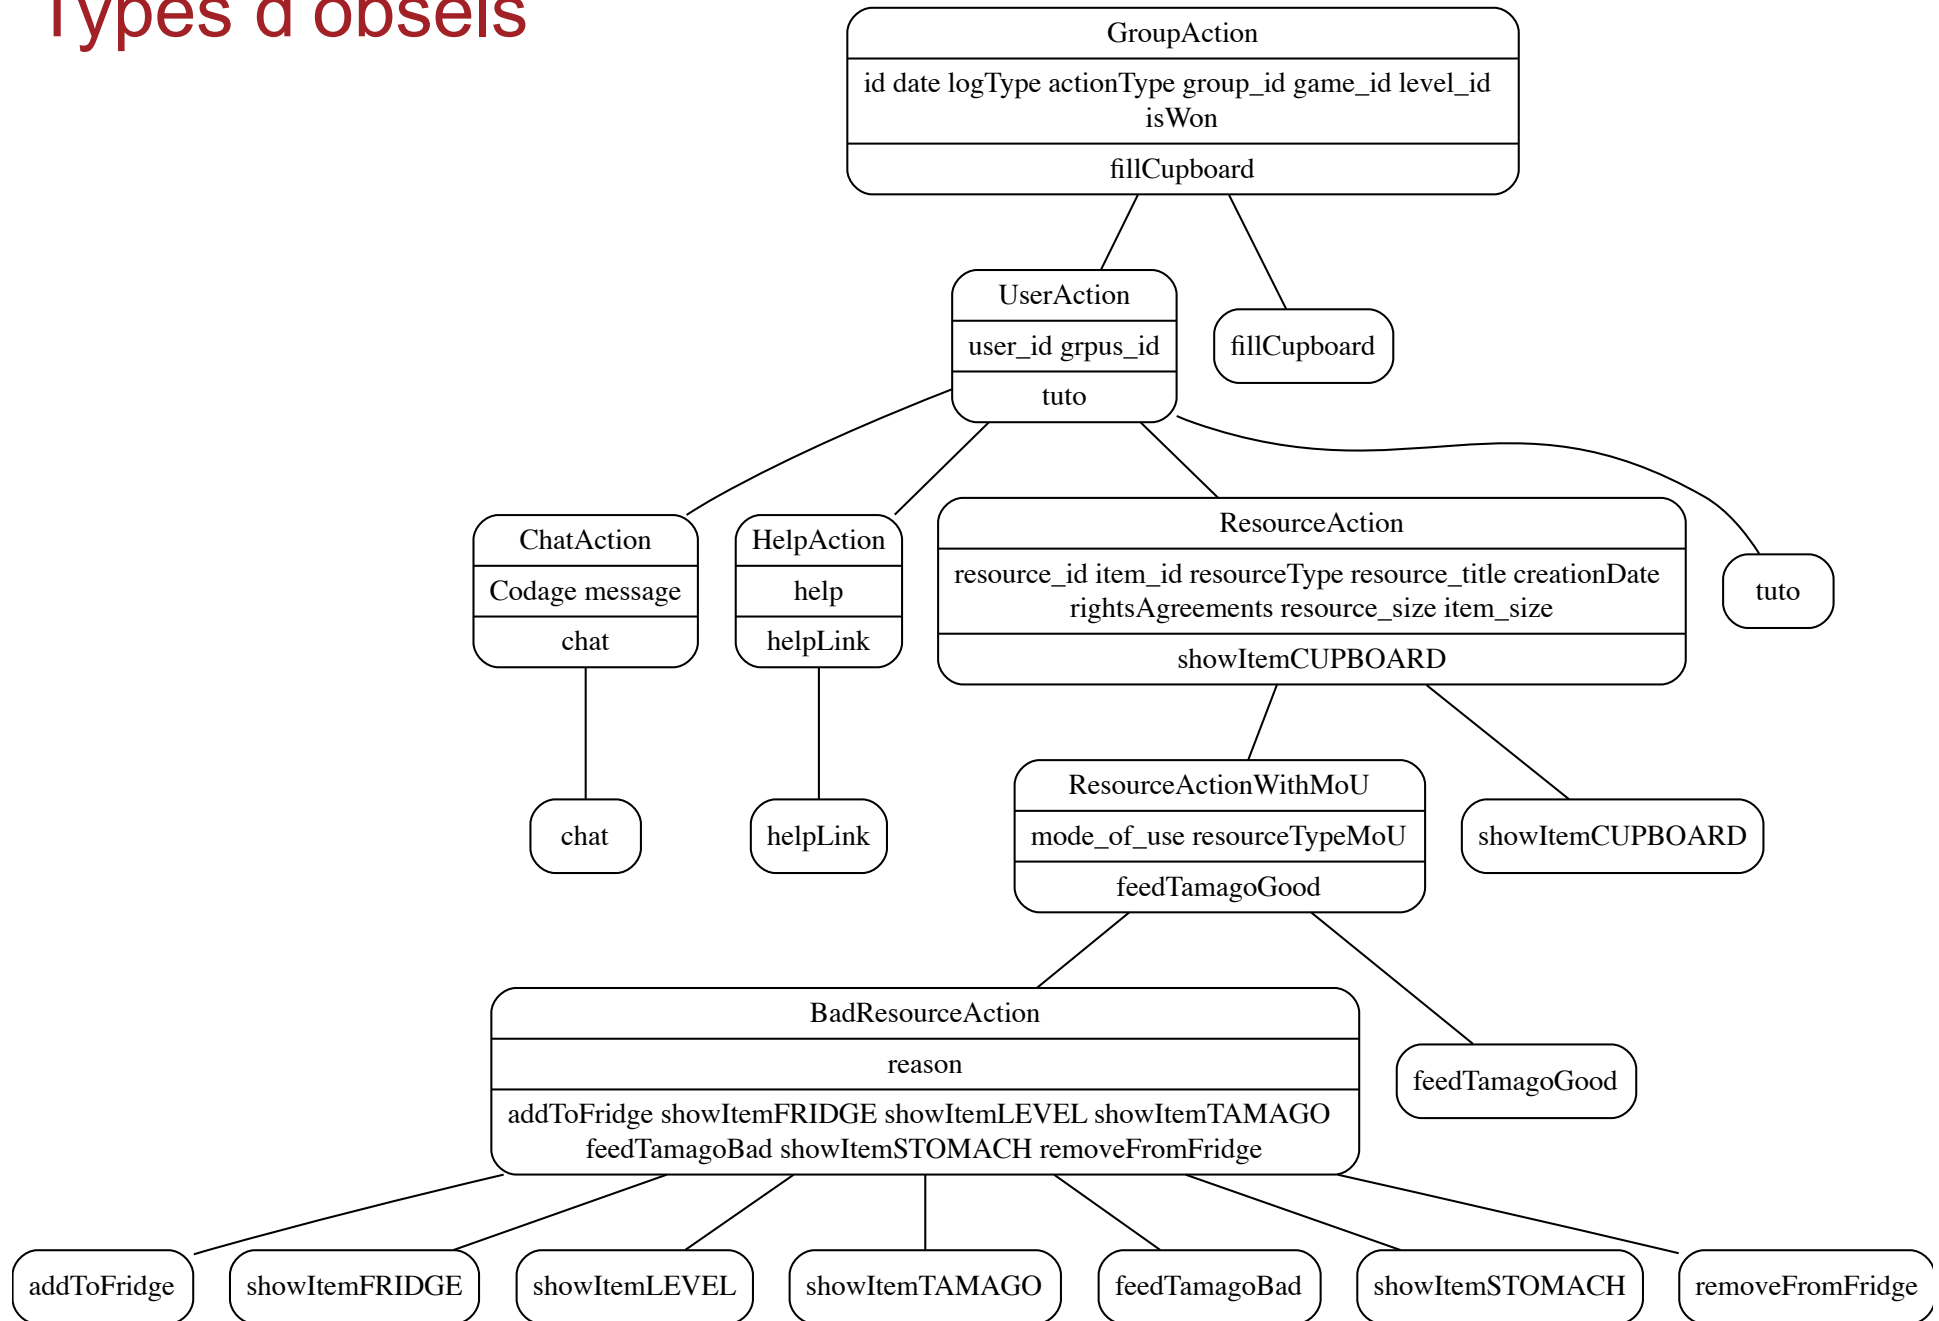 Types d'obsels
GroupAction
id date logType actionType group_id game_id level_id
isWon
fillCupboard
UserAction
user_id grpus_id
tuto
fillCupboard
ChatAction
Codage message
chat
HelpAction
help
helpLink
ResourceAction
resource_id item_id resourceType resource_title creationDate
rightsAgreements resource_size item_size
showItemCUPBOARD
tuto
chat
helpLink
ResourceActionWithMoU
mode_of_use resourceTypeMoU
feedTamagoGood
showItemCUPBOARD
BadResourceAction
reason
addToFridge showItemFRIDGE showItemLEVEL showItemTAMAGO
feedTamagoBad showItemSTOMACH removeFromFridge
feedTamagoGood
addToFridge
showItemFRIDGE
showItemLEVEL
showItemTAMAGO
feedTamagoBad
showItemSTOMACH
removeFromFridge